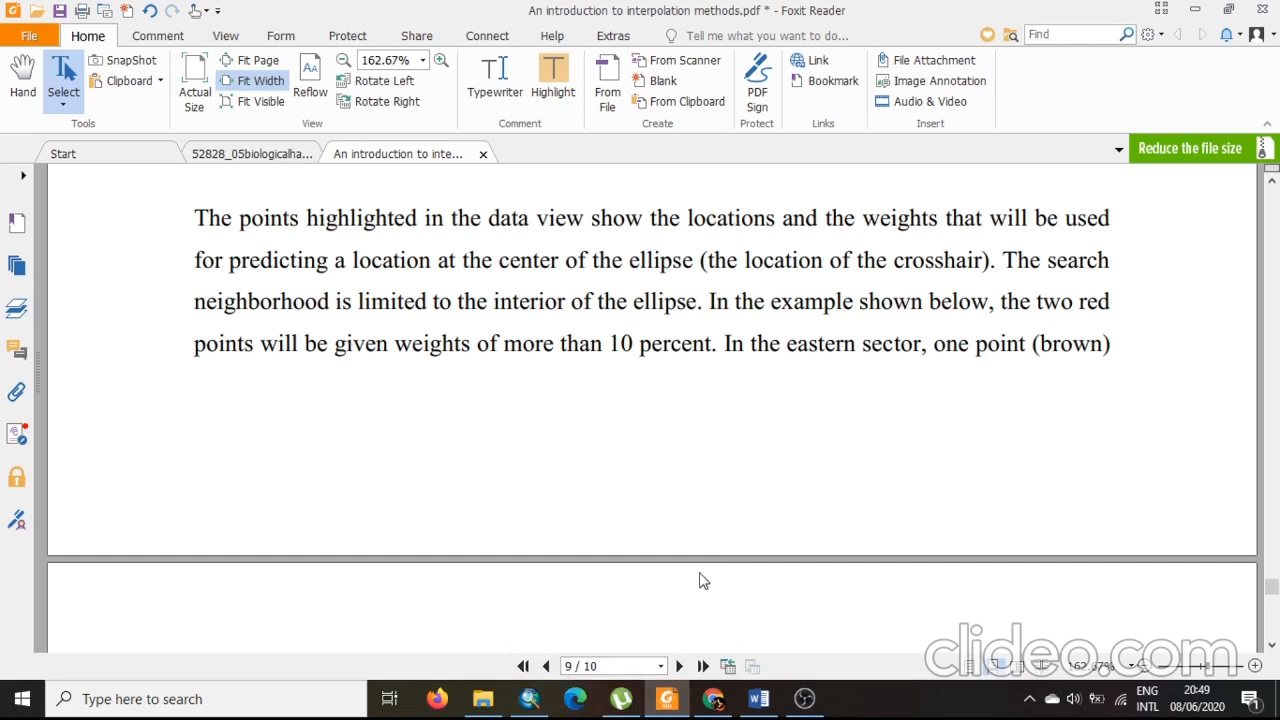 An introduction to interpolation methods.pdf * - Foxit Reader
File Home Comment View Form Protect Share Connect Help Extras Tell me what you want to do... Find
Hand
Select
SnapShot
Clipboard
Tools
Actual Size
Fit Page
Fit Width
Fit Visible
Reflow
162.67%
Rotate Left
Rotate Right
View
Typewriter
Highlight
Comment
From File
From Scanner
Blank
From Clipboard
Create
PDF Sign
Protect
Link
Bookmark
Links
File Attachment
Image Annotation
Audio & Video
Insert
Start 52828_05biologicalha... An introduction to inte... Reduce the file size
The points highlighted in the data view show the locations and the weights that will be used
for predicting a location at the center of the ellipse (the location of the crosshair). The search
neighborhood is limited to the interior of the ellipse. In the example shown below, the two red
points will be given weights of more than 10 percent. In the eastern sector, one point (brown)
clideo.com
9 / 10 162.67%
Type here to search
ENG
INTL
20:49
08/06/2020